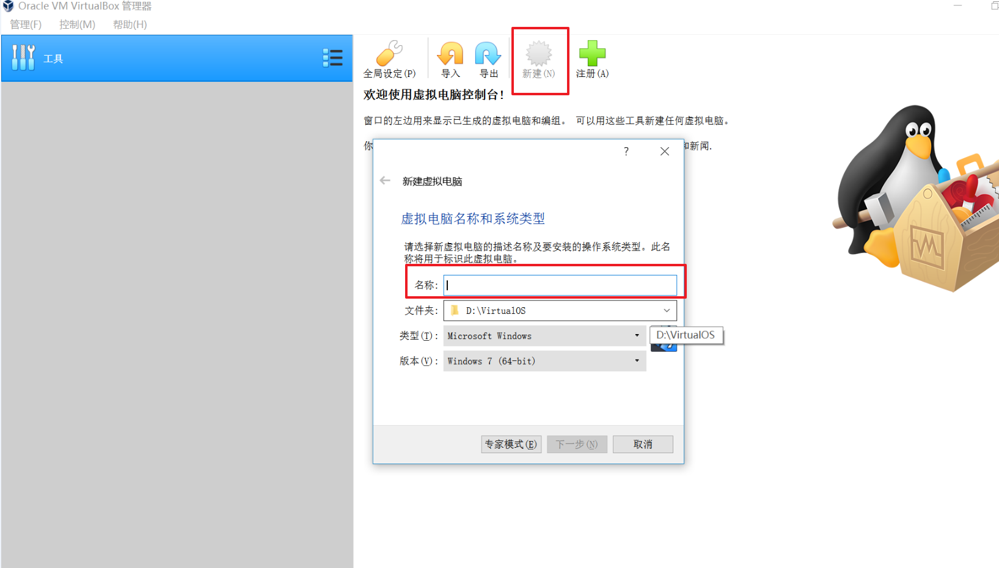 Oracle VM VirtualBox 管理器
管理(F) 控制(M) 帮助(H)
工具
全局设定(P) 导入 导出 新建(N) 注册(A)
欢迎使用虚拟电脑控制台!
窗口的左边用来显示已生成的虚拟电脑和编组。 可以用这些工具新建任何虚拟电脑。
你
和新闻.
?
新建虚拟电脑
虚拟电脑名称和系统类型
请选择新虚拟电脑的描述名称及要安装的操作系统类型。此名
称将用于标识此虚拟电脑。
名称:
文件夹: D:\VirtualOS
类型(T): Microsoft Windows
D:\VirtualOS
版本(V): Windows 7 (64-bit)
专家模式(E) 下一步(N) 取消